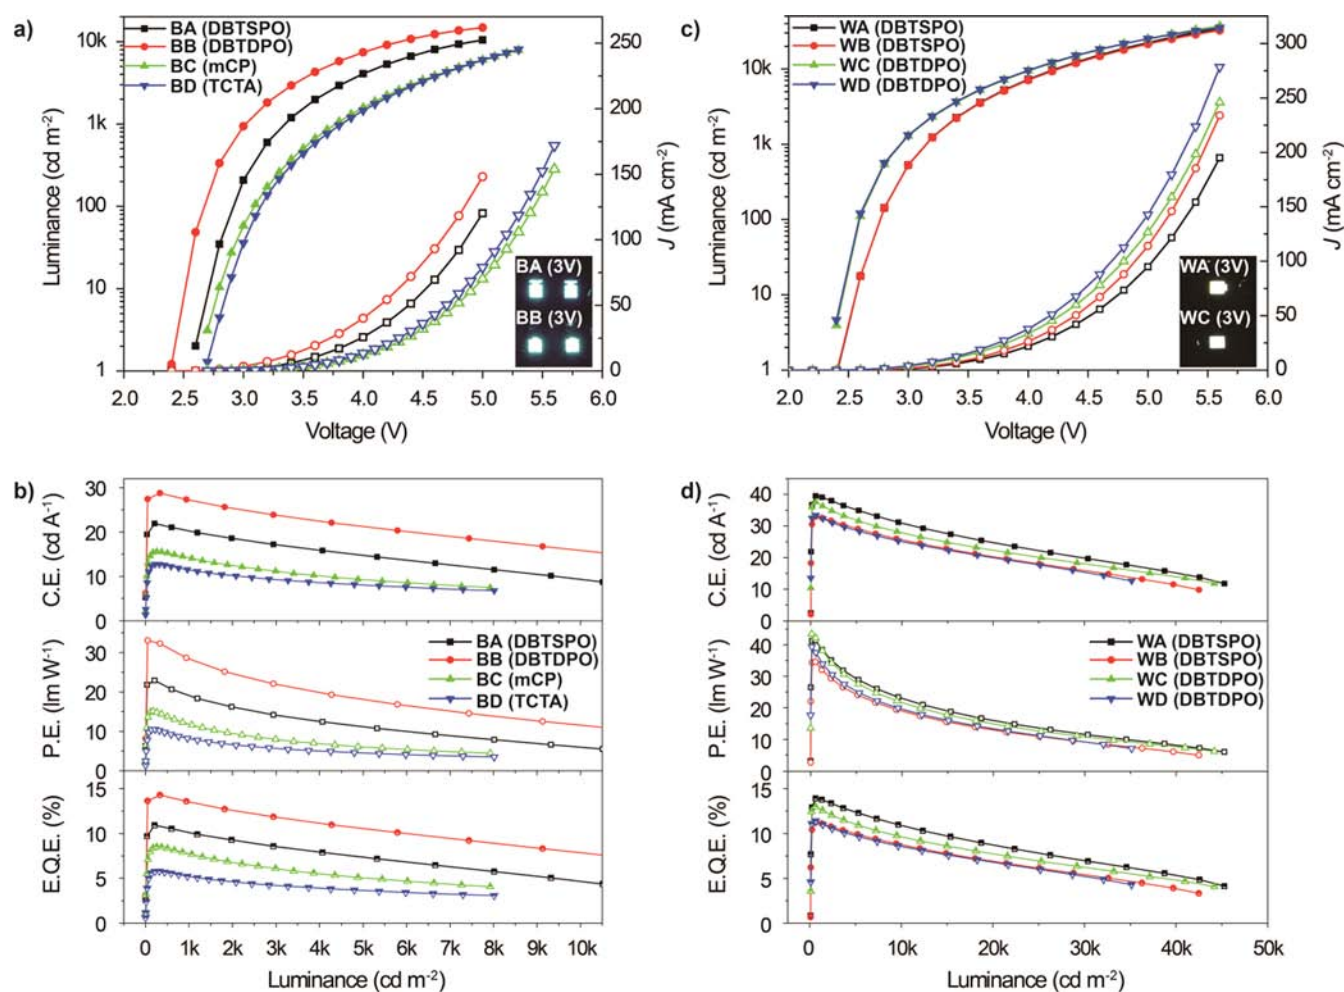 a)
BA (DBTSPO)
BB (DBTDPO)
BC (mCP)
BD (TCTA)
10k
1k
100
10
1
Luminance (cd m-2)
250
200
150
100
50
0
J (mA cm-2)
BA (3V)
BB (3V)
2.0 2.5 3.0 3.5 4.0 4.5 5.0 5.5 6.0
Voltage (V)
c)
WA (DBTSPO)
WB (DBTSPO)
WC (DBTDPO)
WD (DBTDPO)
10k
1k
100
10
1
Luminance (cd m-2)
300
250
200
150
100
50
0
J (mA cm-2)
WA (3V)
WC (3V)
2.0 2.5 3.0 3.5 4.0 4.5 5.0 5.5 6.0
Voltage (V)
b)
30
20
10
0
C.E. (cd A-1)
BA (DBTSPO)
BB (DBTDPO)
BC (mCP)
BD (TCTA)
30
20
10
0
P.E. (lm W-1)
15
10
5
0
E.Q.E. (%)
0 1k 2k 3k 4k 5k 6k 7k 8k 9k 10k
Luminance (cd m-2)
d)
40
30
20
10
0
C.E. (cd A-1)
WA (DBTSPO)
WB (DBTSPO)
WC (DBTDPO)
WD (DBTDPO)
40
30
20
10
0
P.E. (lm W-1)
15
10
5
0
E.Q.E. (%)
0 10k 20k 30k 40k 50k
Luminance (cd m-2)